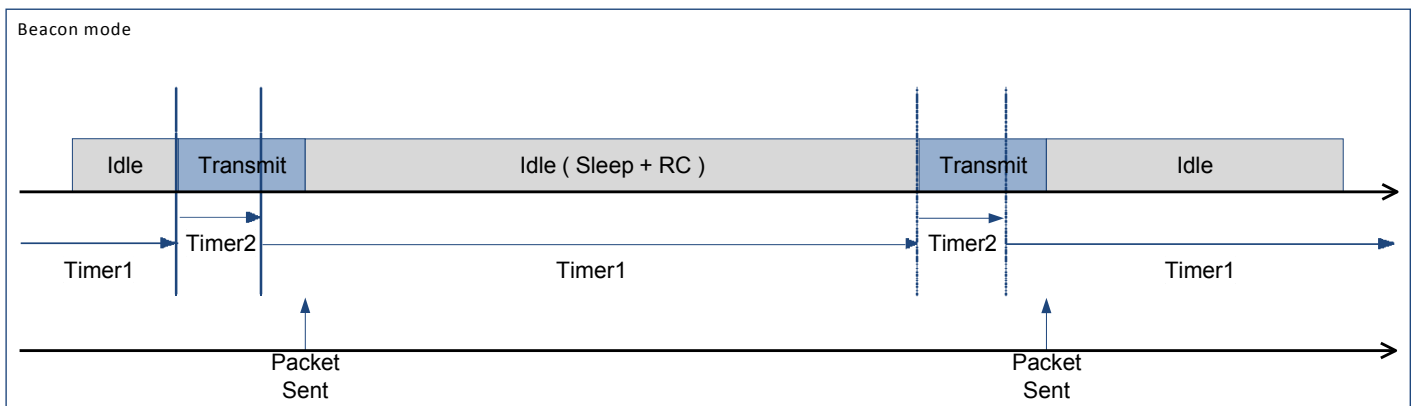 Beacon mode
Idle
Transmit
Idle ( Sleep + RC )
Transmit
Idle
Timer2
Timer2
Timer1
Timer1
Timer1
Packet
Sent
Packet
Sent